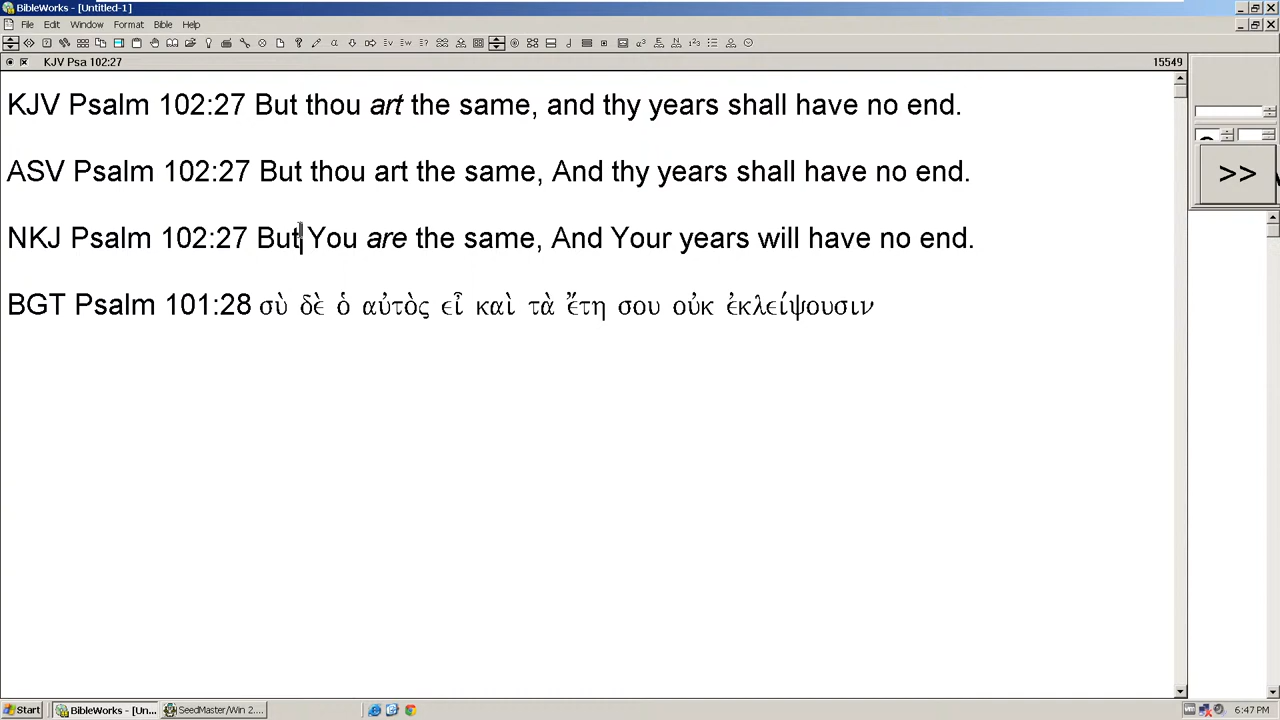 BibleWorks - [Untitled-1]
File Edit Window Format Bible Help
KJV Psa 102:27 15549
KJV Psalm 102:27 But thou art the same, and thy years shall have no end.
ASV Psalm 102:27 But thou art the same, And thy years shall have no end.
>>
NKJ Psalm 102:27 But You are the same, And Your years will have no end.
BGT Psalm 101:28 σὺ δὲ ὁ αὐτὸς εἶ καὶ τὰ ἔτη σου οὐκ ἐκλείψουσιν
Start BibleWorks - [Un... SeedMaster/Win 2.... 6:47 PM